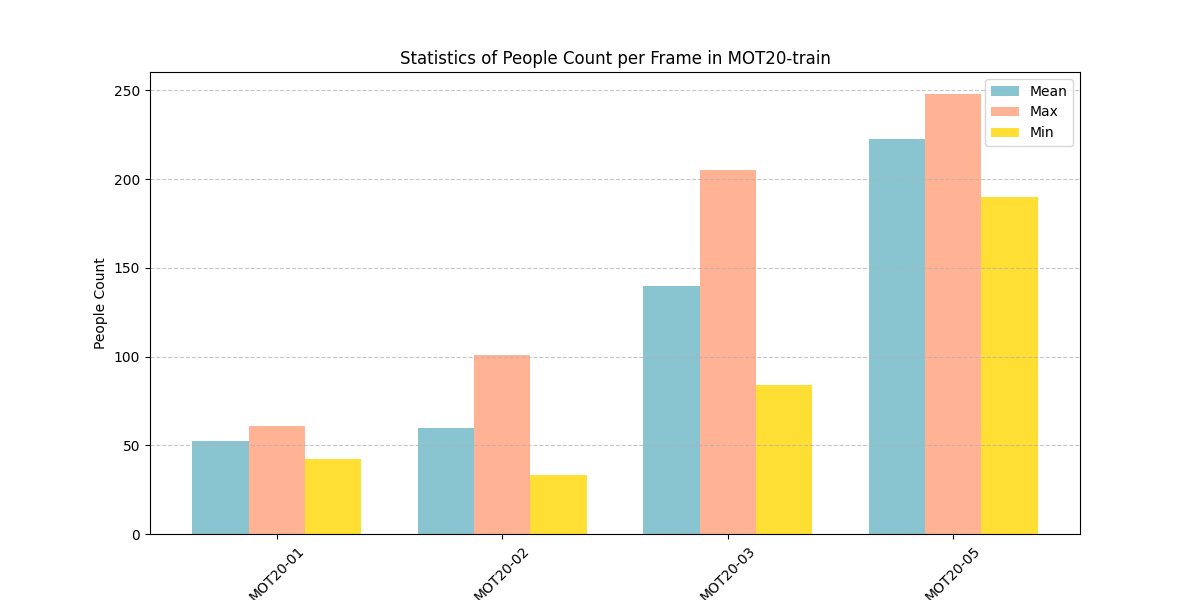 Statistics of People Count per Frame in MOT20-train
250
200
150
100
50
0
People Count
Mean
Max
Min
MOT20-01
MOT20-02
MOT20-03
MOT20-05